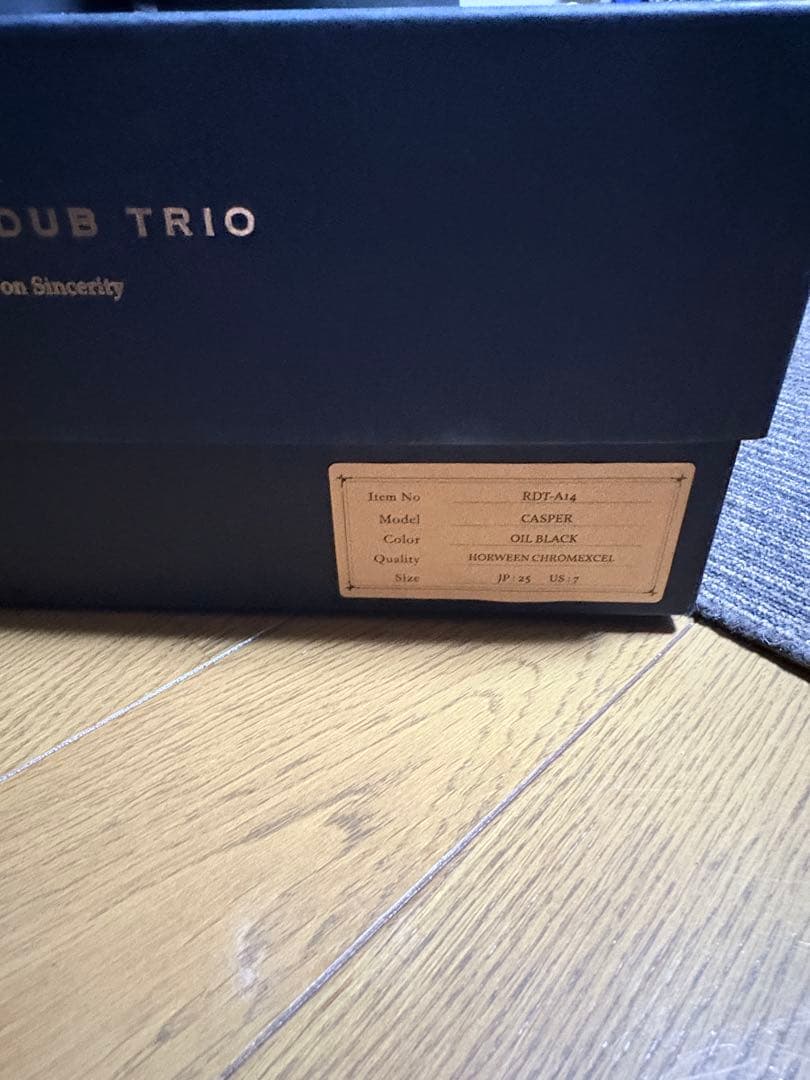 DUB TRIO
on Sincerity
Item No RDT-A14
Model CASPER
Color OIL BLACK
Quality HORWEEN CHROMEXCEL
Size JP : 25 US : 7